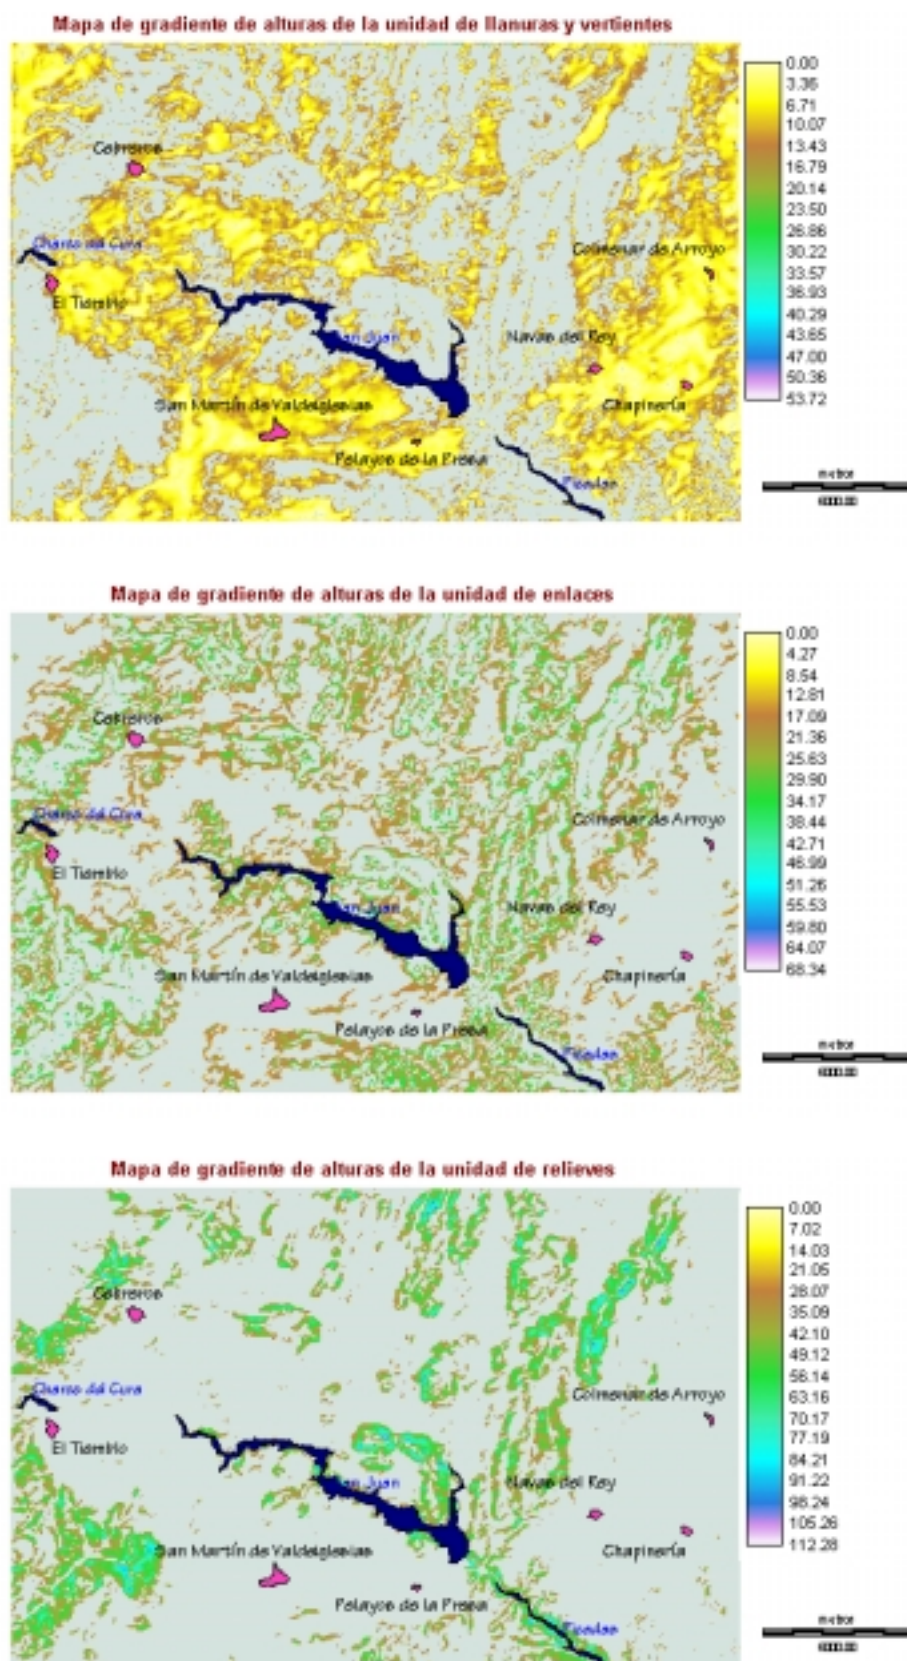 Mapa de gradiente de alturas de la unidad de llanuras y vertientes
0.00
3.36
6.71
10.07
13.43
16.79
20.14
23.50
26.86
30.22
33.57
36.93
40.29
43.65
47.00
50.36
53.72
Cebreros
Charco del Cura
El Tiemblo
San Juan
Colmenar de Arroyo
Navas del Rey
Chapinería
San Martín de Valdeiglesias
Pelayos de la Presa
Picadas
metros
6000.00
Mapa de gradiente de alturas de la unidad de enlaces
0.00
4.27
8.54
12.81
17.09
21.36
25.63
29.90
34.17
38.44
42.71
46.99
51.26
55.53
59.80
64.07
68.34
Cebreros
Charco del Cura
El Tiemblo
San Juan
Colmenar de Arroyo
Navas del Rey
Chapinería
San Martín de Valdeiglesias
Pelayos de la Presa
Picadas
metros
6000.00
Mapa de gradiente de alturas de la unidad de relieves
0.00
7.02
14.03
21.05
28.07
35.09
42.10
49.12
56.14
63.16
70.17
77.19
84.21
91.22
98.24
105.26
112.28
Cebreros
Charco del Cura
El Tiemblo
San Juan
Colmenar de Arroyo
Navas del Rey
Chapinería
San Martín de Valdeiglesias
Pelayos de la Presa
Picadas
metros
6000.00